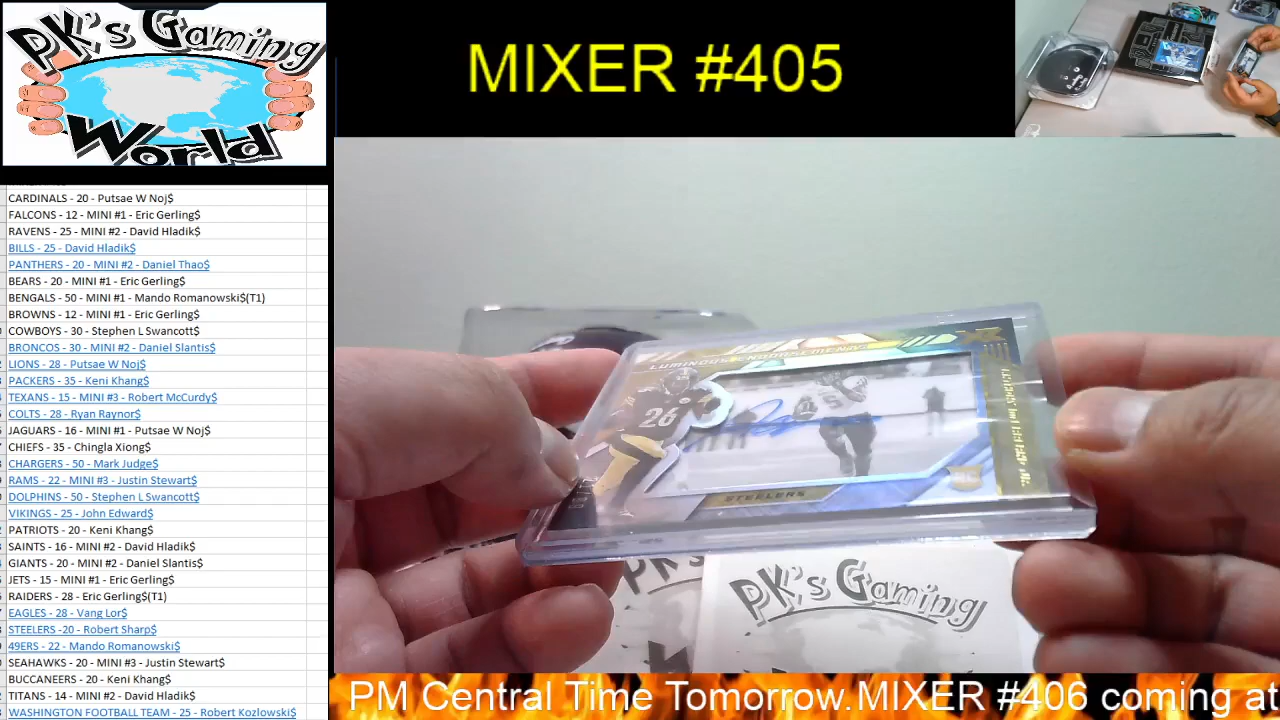 PK's Gaming
World
MIXER #405
CARDINALS - 20 - Putsae W Noj$
FALCONS - 12 - MINI #1 - Eric Gerling$
RAVENS - 25 - MINI #2 - David Hladik$
BILLS - 25 - David Hladik$
PANTHERS - 20 - MINI #2 - Daniel Thao$
BEARS - 20 - MINI #1 - Eric Gerling$
BENGALS - 50 - MINI #1 - Mando Romanowski$(T1)
BROWNS - 12 - MINI #1 - Eric Gerling$
COWBOYS - 30 - Stephen L Swancott$
BRONCOS - 30 - MINI #2 - Daniel Slantis$
LIONS - 28 - Putsae W Noj$
PACKERS - 35 - Keni Khang$
TEXANS - 15 - MINI #3 - Robert McCurdy$
COLTS - 28 - Ryan Raynor$
JAGUARS - 16 - MINI #1 - Putsae W Noj$
CHIEFS - 35 - Chingla Xiong$
CHARGERS - 50 - Mark Judge$
RAMS - 22 - MINI #3 - Justin Stewart$
DOLPHINS - 50 - Stephen L Swancott$
VIKINGS - 25 - John Edward$
PATRIOTS - 20 - Keni Khang$
SAINTS - 16 - MINI #2 - David Hladik$
GIANTS - 20 - MINI #2 - Daniel Slantis$
JETS - 15 - MINI #1 - Eric Gerling$
RAIDERS - 28 - Eric Gerling$(T1)
EAGLES - 28 - Vang Lor$
STEELERS -20 - Robert Sharp$
49ERS - 22 - Mando Romanowski$
SEAHAWKS - 20 - MINI #3 - Justin Stewart$
BUCCANEERS - 20 - Keni Khang$
TITANS - 14 - MINI #2 - David Hladik$
WASHINGTON FOOTBALL TEAM - 25 - Robert Kozlowski$
LUMINOUS ENDORSEMENTS
26
STEELERS
RC
PK's Gaming
PM Central Time Tomorrow.MIXER #406 coming at